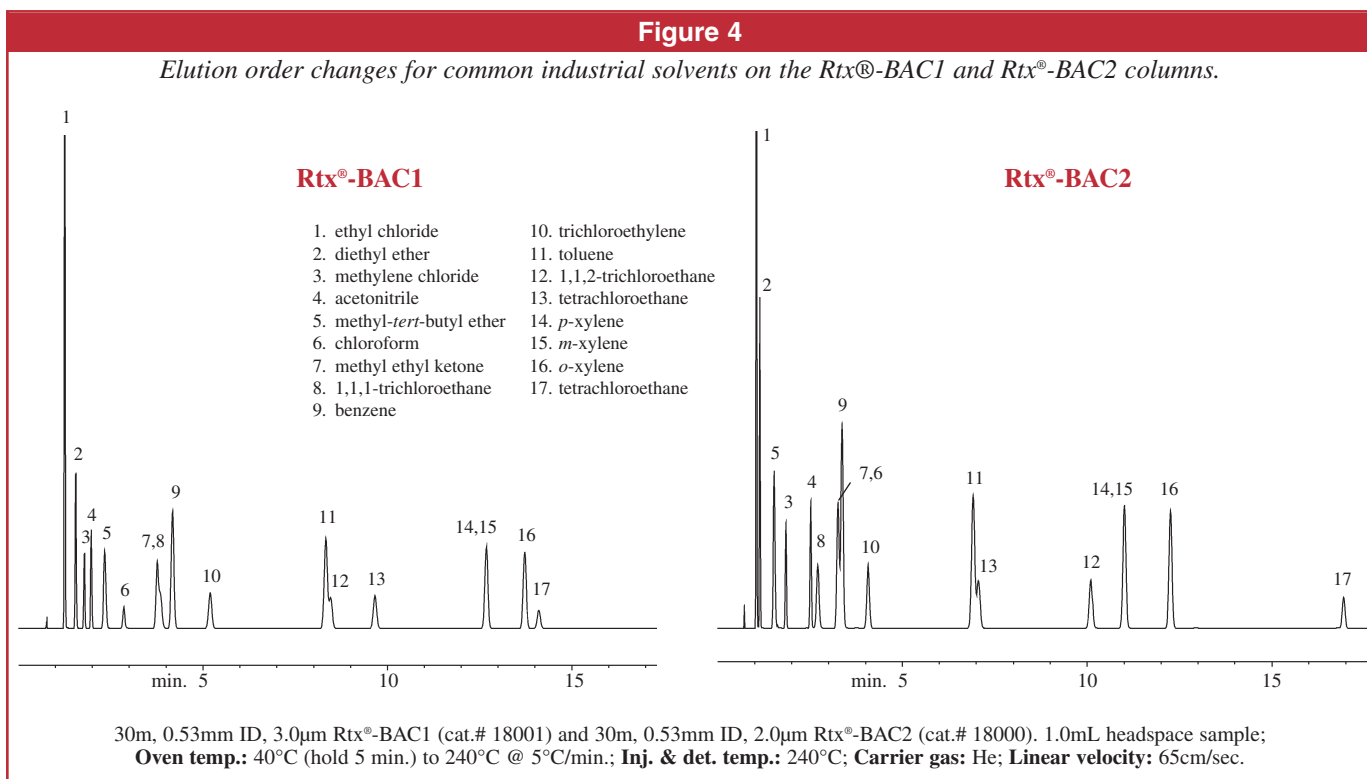 Figure 4
Elution order changes for common industrial solvents on the Rtx®-BAC1 and Rtx®-BAC2 columns.
Rtx®-BAC1
1. ethyl chloride
2. diethyl ether
3. methylene chloride
4. acetonitrile
5. methyl-tert-butyl ether
6. chloroform
7. methyl ethyl ketone
8. 1,1,1-trichloroethane
9. benzene
10. trichloroethylene
11. toluene
12. 1,1,2-trichloroethane
13. tetrachloroethane
14. p-xylene
15. m-xylene
16. o-xylene
17. tetrachloroethane
1
2
3
4
5
6
7,8
9
10
11
12
13
14,15
16
17
min. 5
10
15
Rtx®-BAC2
1
2
5
3
4
8
7,6
9
10
11
13
12
14,15
16
17
min. 5
10
15
30m, 0.53mm ID, 3.0µm Rtx®-BAC1 (cat.# 18001) and 30m, 0.53mm ID, 2.0µm Rtx®-BAC2 (cat.# 18000). 1.0mL headspace sample;
Oven temp.: 40°C (hold 5 min.) to 240°C @ 5°C/min.; Inj. & det. temp.: 240°C; Carrier gas: He; Linear velocity: 65cm/sec.